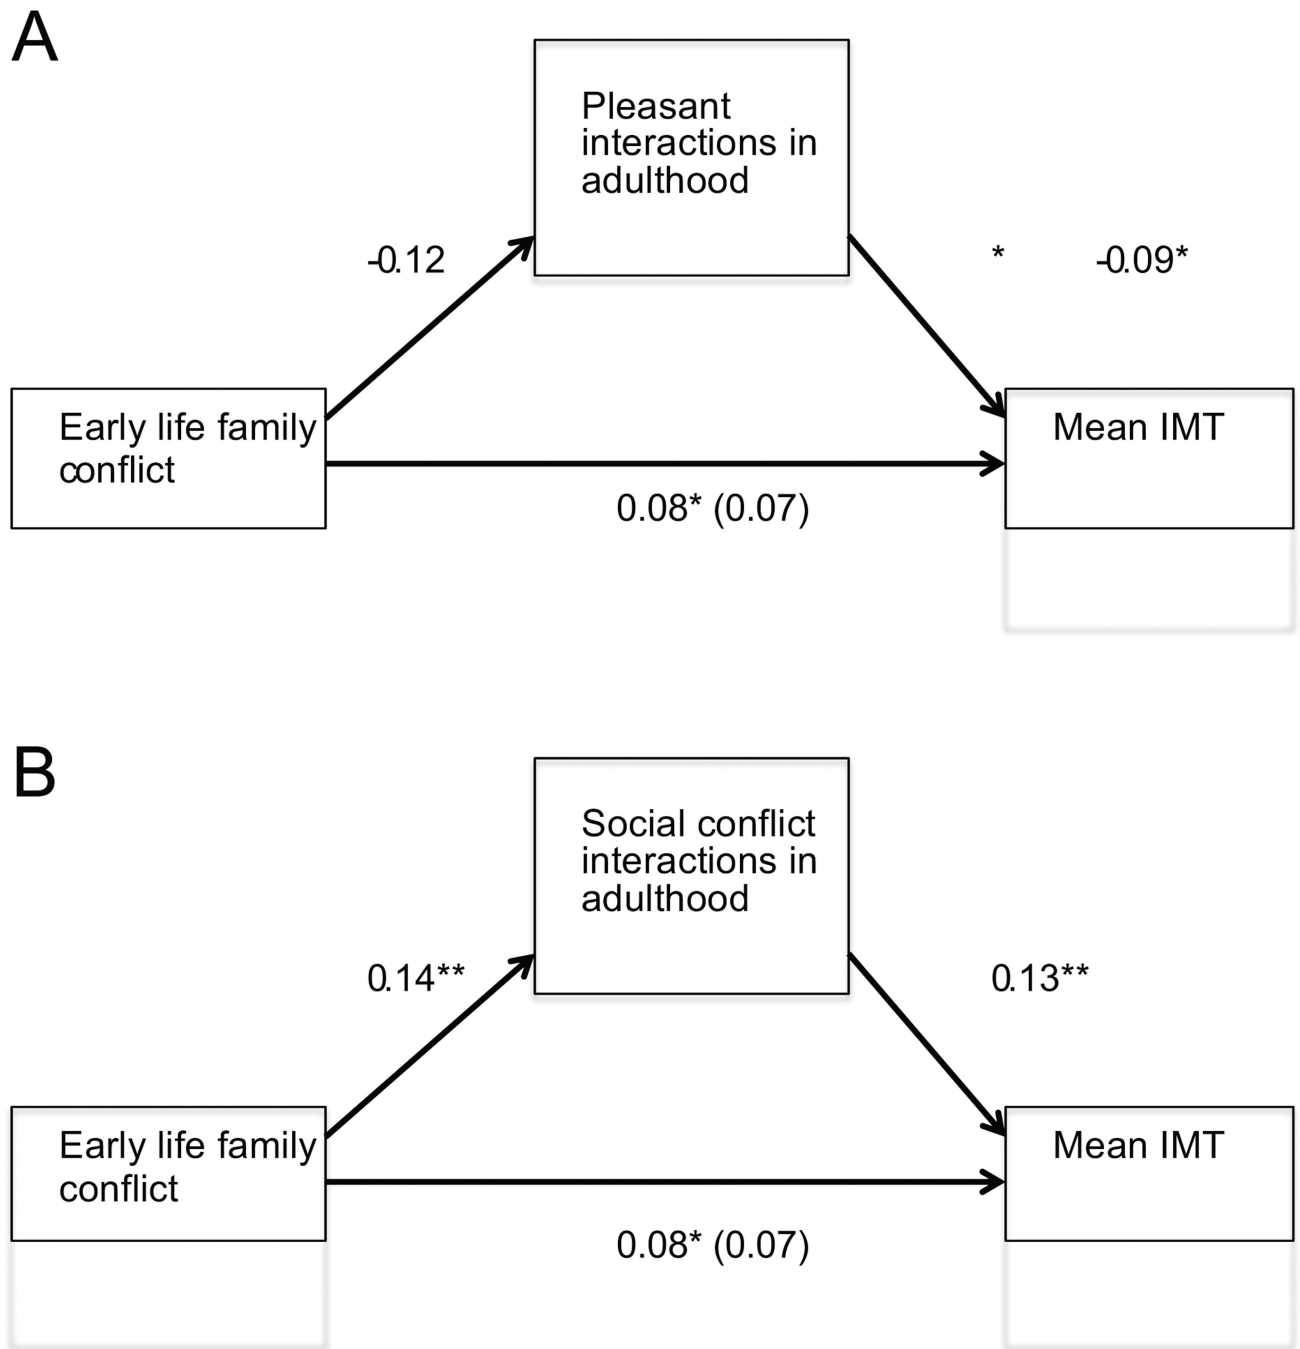 A
Pleasant
interactions in
adulthood
-0.12
* -0.09*
Early life family
conflict
Mean IMT
0.08* (0.07)
B
Social conflict
interactions in
adulthood
0.14**
0.13**
Early life family
conflict
Mean IMT
0.08* (0.07)